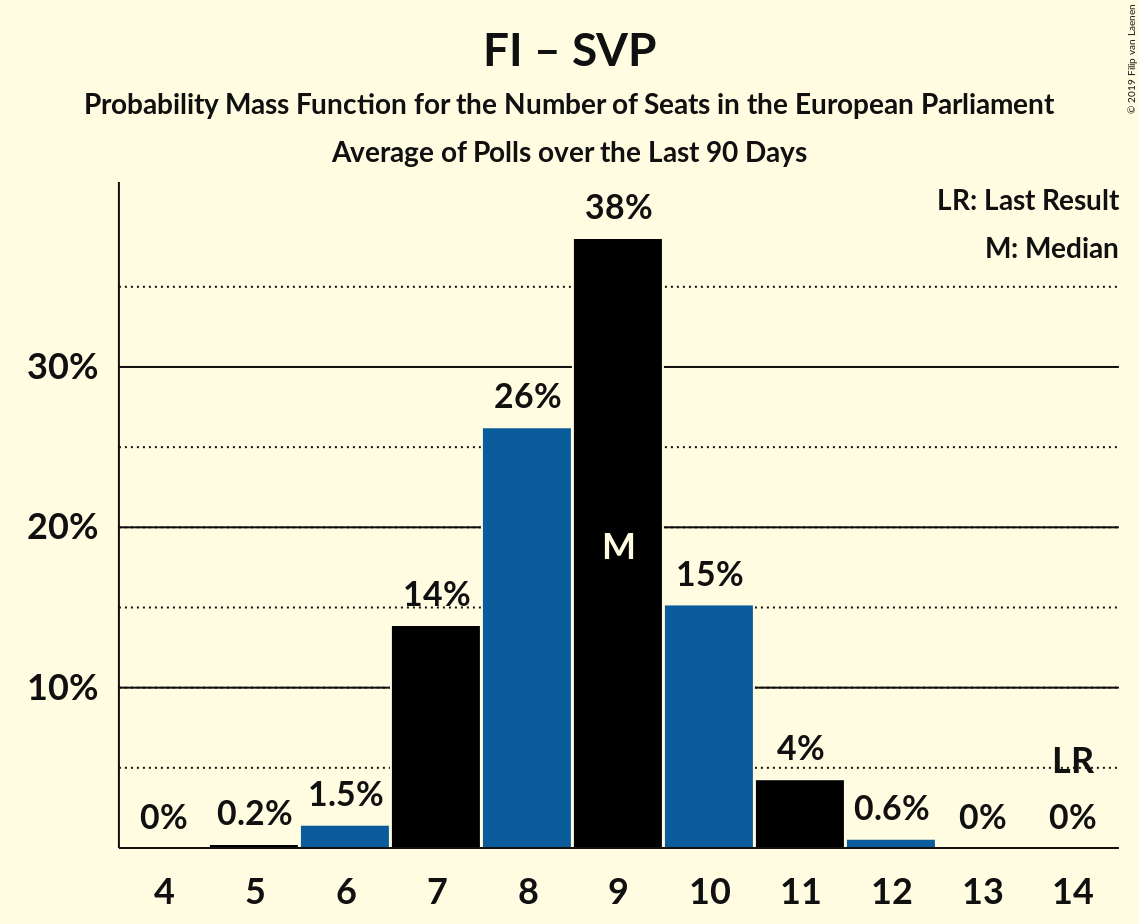 FI – SVP
Probability Mass Function for the Number of Seats in the European Parliament
Average of Polls over the Last 90 Days
© 2019 Filip van Laenen
LR: Last Result
M: Median
38%
30%
26%
20%
M
15%
14%
10%
4%
LR
1.5%
0.6%
0.2%
0%
0%
0%
4 5 6 7 8 9 10 11 12 13 14